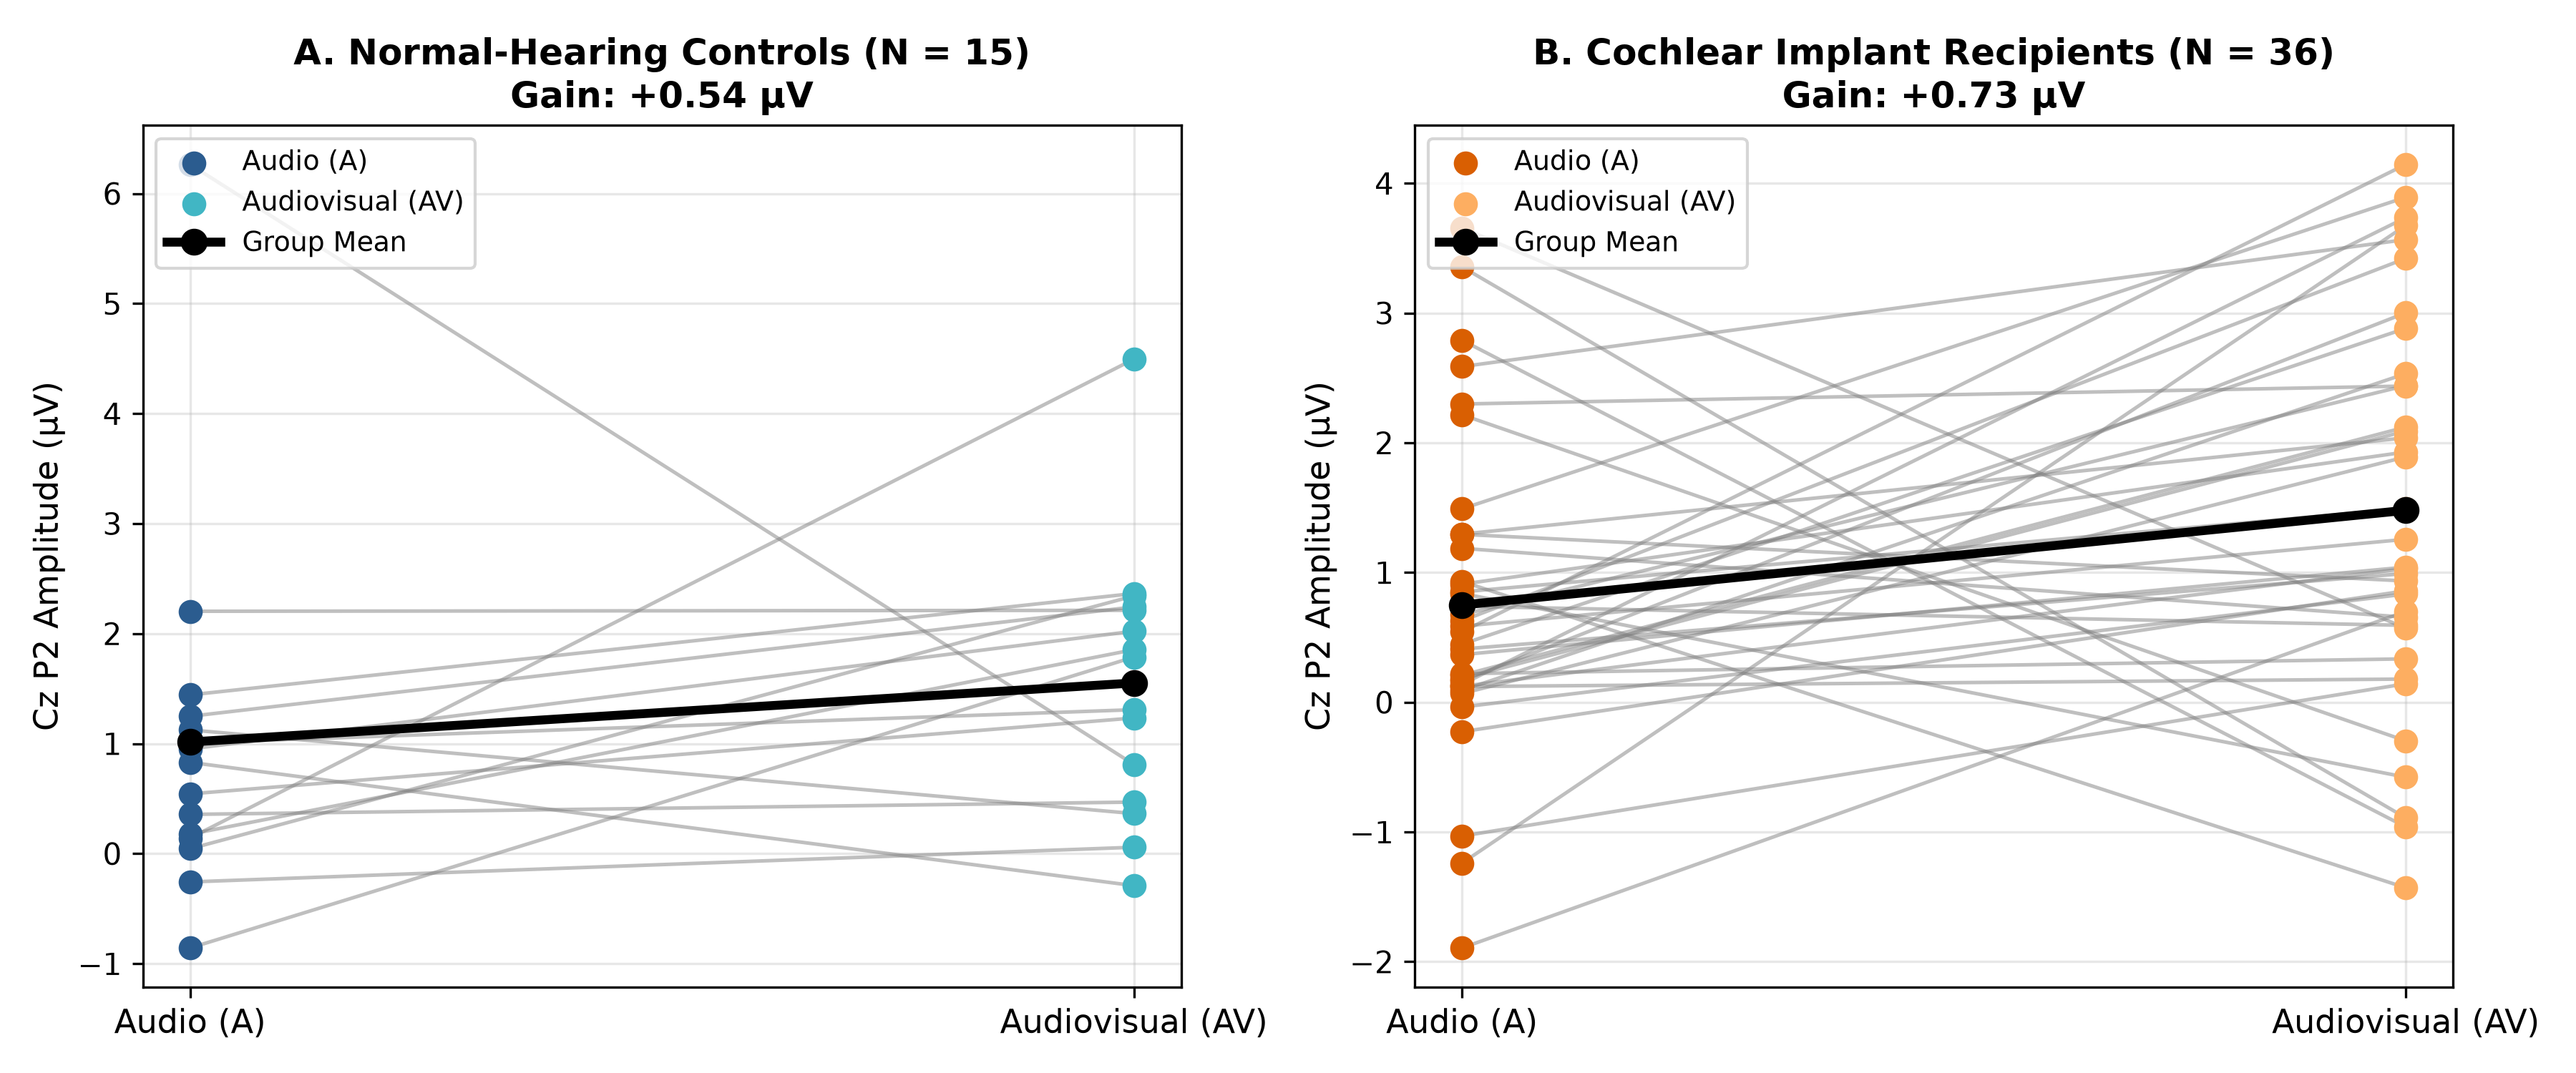 A. Normal-Hearing Controls (N = 15)
Gain: +0.54 µV
Audio (A)
Audiovisual (AV)
Group Mean
Cz P2 Amplitude (µV)
6
5
4
3
2
1
0
−1
Audio (A)
Audiovisual (AV)
B. Cochlear Implant Recipients (N = 36)
Gain: +0.73 µV
Audio (A)
Audiovisual (AV)
Group Mean
Cz P2 Amplitude (µV)
4
3
2
1
0
−1
−2
Audio (A)
Audiovisual (AV)